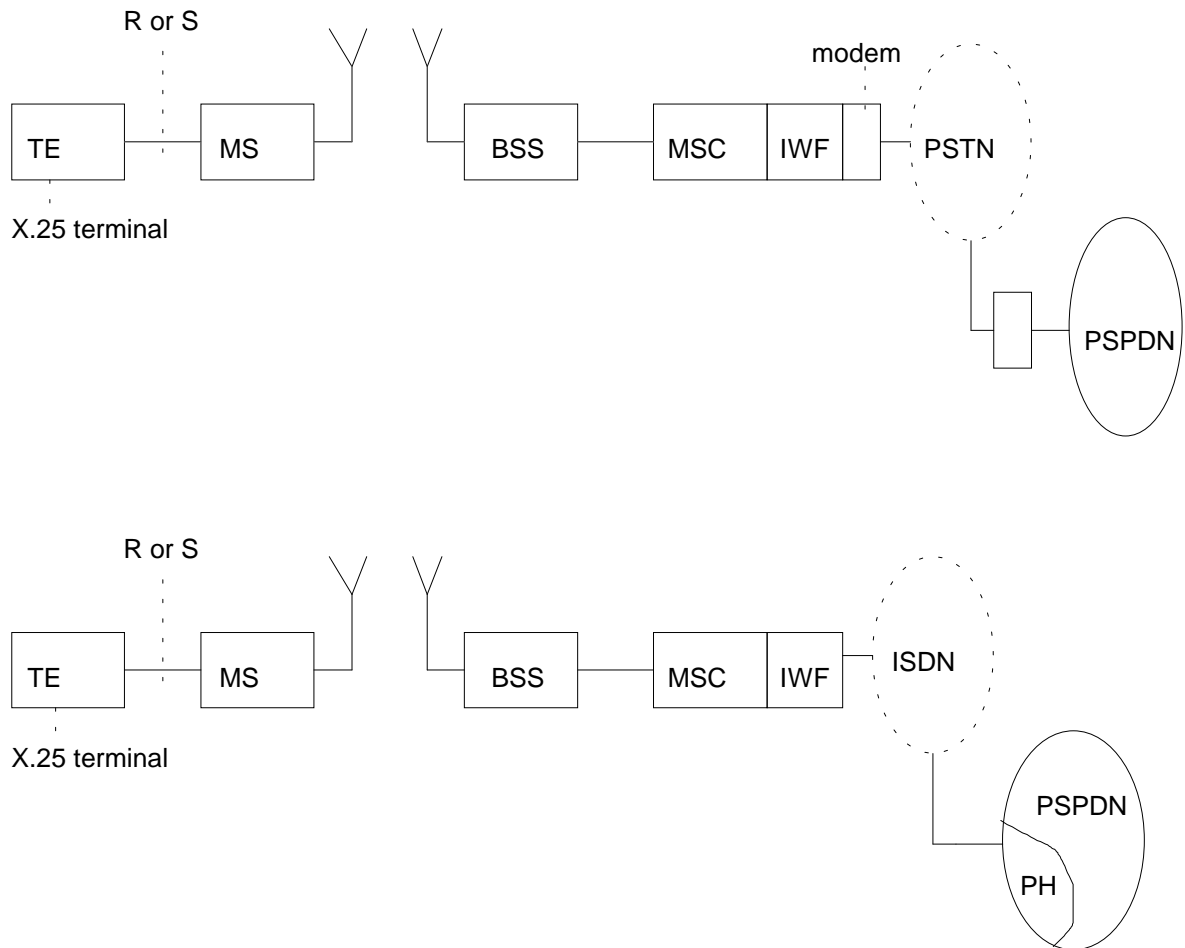 R or S
modem
TE MS BSS MSC IWF PSTN
X.25 terminal
PSPDN
R or S
TE MS BSS MSC IWF ISDN
X.25 terminal
PSPDN
PH